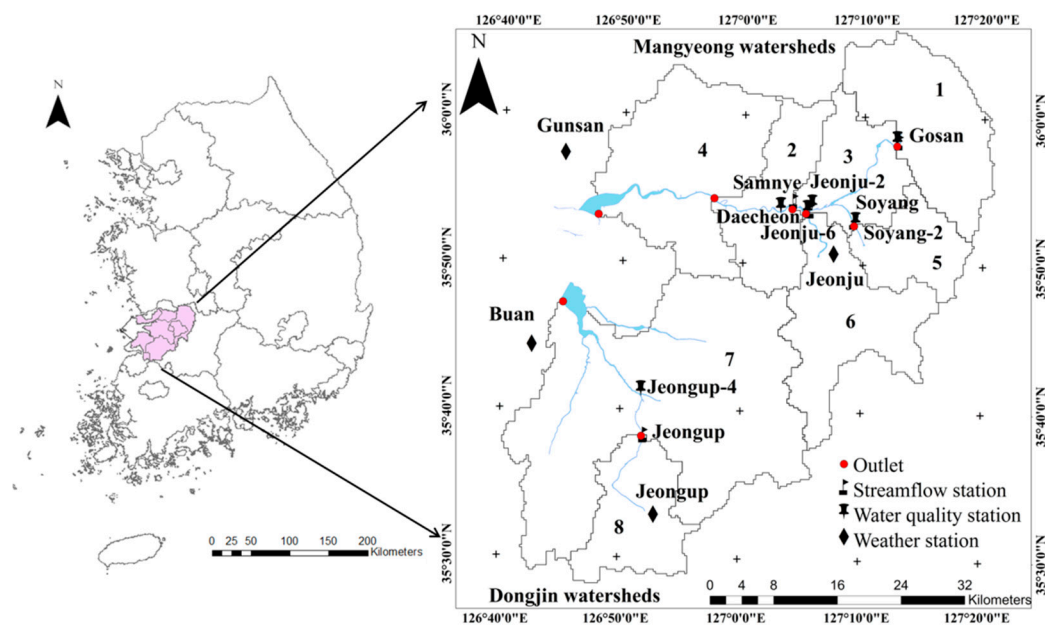 N
0 25 50 100 150 200
Kilometers
126°40'0"E 126°50'0"E 127°0'0"E 127°10'0"E 127°20'0"E
N
Mangyeong watersheds
36°0'0"N
36°0'0"N
1
Gunsan
Gosan
4
2
3
Samnye
Jeonju-2
Soyang
Daecheon
Jeonju-6
Soyang-2
35°50'0"N
35°50'0"N
Jeonju
5
Buan
6
7
Jeongup-4
35°40'0"N
35°40'0"N
Jeongup
Outlet
Streamflow station
Jeongup
Water quality station
8
Weather station
35°30'0"N
35°30'0"N
Dongjin watersheds
0 4 8 16 24 32
Kilometers
126°40'0"E 126°50'0"E 127°0'0"E 127°10'0"E 127°20'0"E